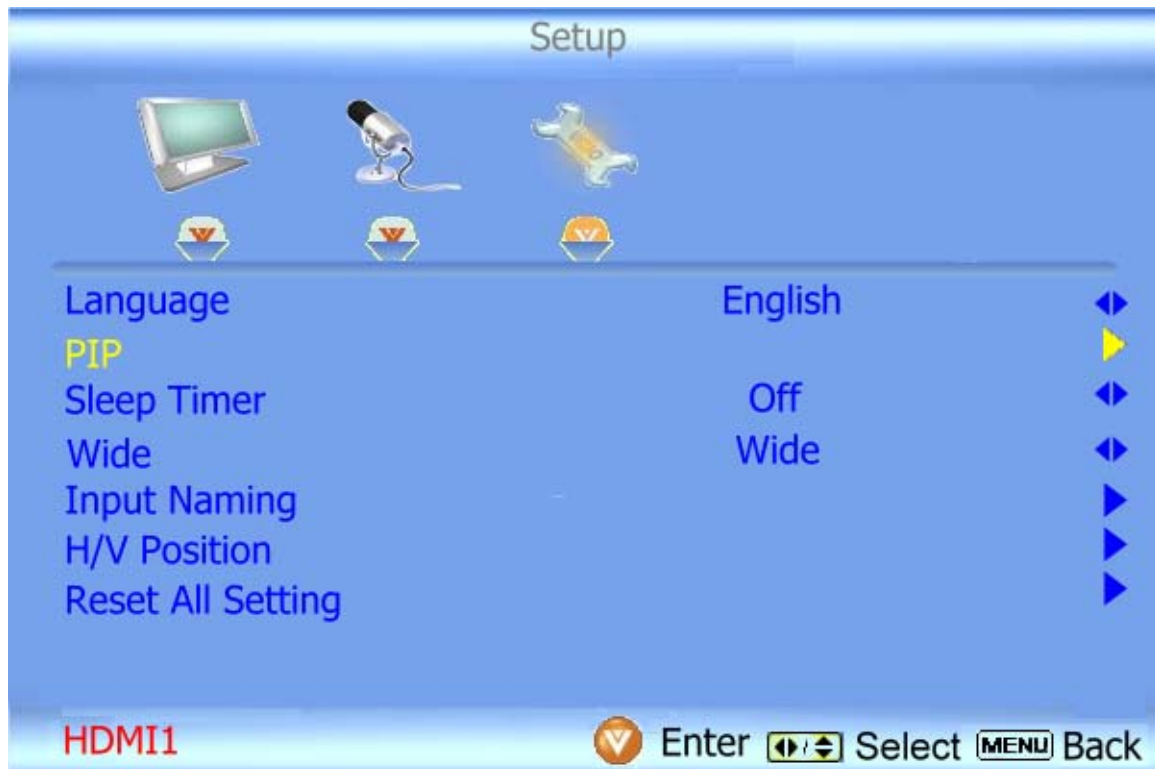 Setup
Language English
PIP
Sleep Timer Off
Wide Wide
Input Naming
H/V Position
Reset All Setting
HDMI1 Enter Select MENU Back